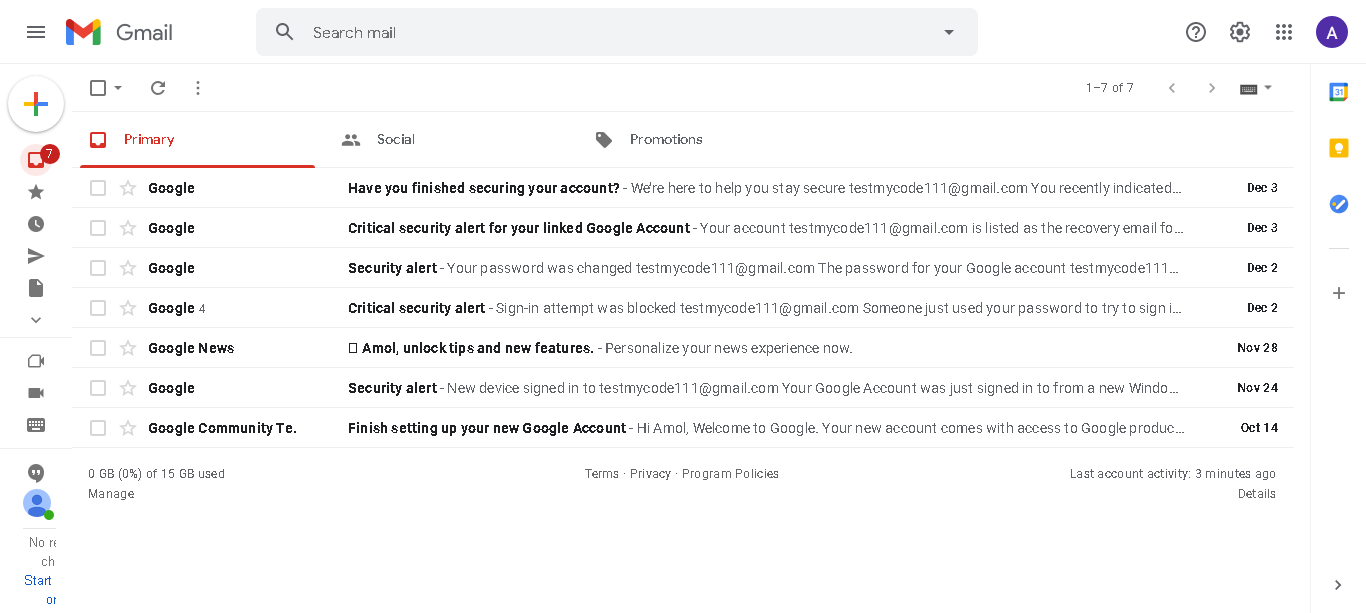 Gmail
Search mail
A
1–7 of 7
31
7
Primary
Social
Promotions
Google Have you finished securing your account? - We're here to help you stay secure testmycode111@gmail.com You recently indicated... Dec 3
Google Critical security alert for your linked Google Account - Your account testmycode111@gmail.com is listed as the recovery email fo... Dec 3
Google Security alert - Your password was changed testmycode111@gmail.com The password for your Google account testmycode111... Dec 2
Google 4 Critical security alert - Sign-in attempt was blocked testmycode111@gmail.com Someone just used your password to try to sign i... Dec 2
Google News Amol, unlock tips and new features. - Personalize your news experience now. Nov 28
Google Security alert - New device signed in to testmycode111@gmail.com Your Google Account was just signed in to from a new Windo... Nov 24
Google Community Te. Finish setting up your new Google Account - Hi Amol, Welcome to Google. Your new account comes with access to Google produc... Oct 14
0 GB (0%) of 15 GB used
Terms · Privacy · Program Policies
Last account activity: 3 minutes ago
Manage
Details
No re
ch
Start
or